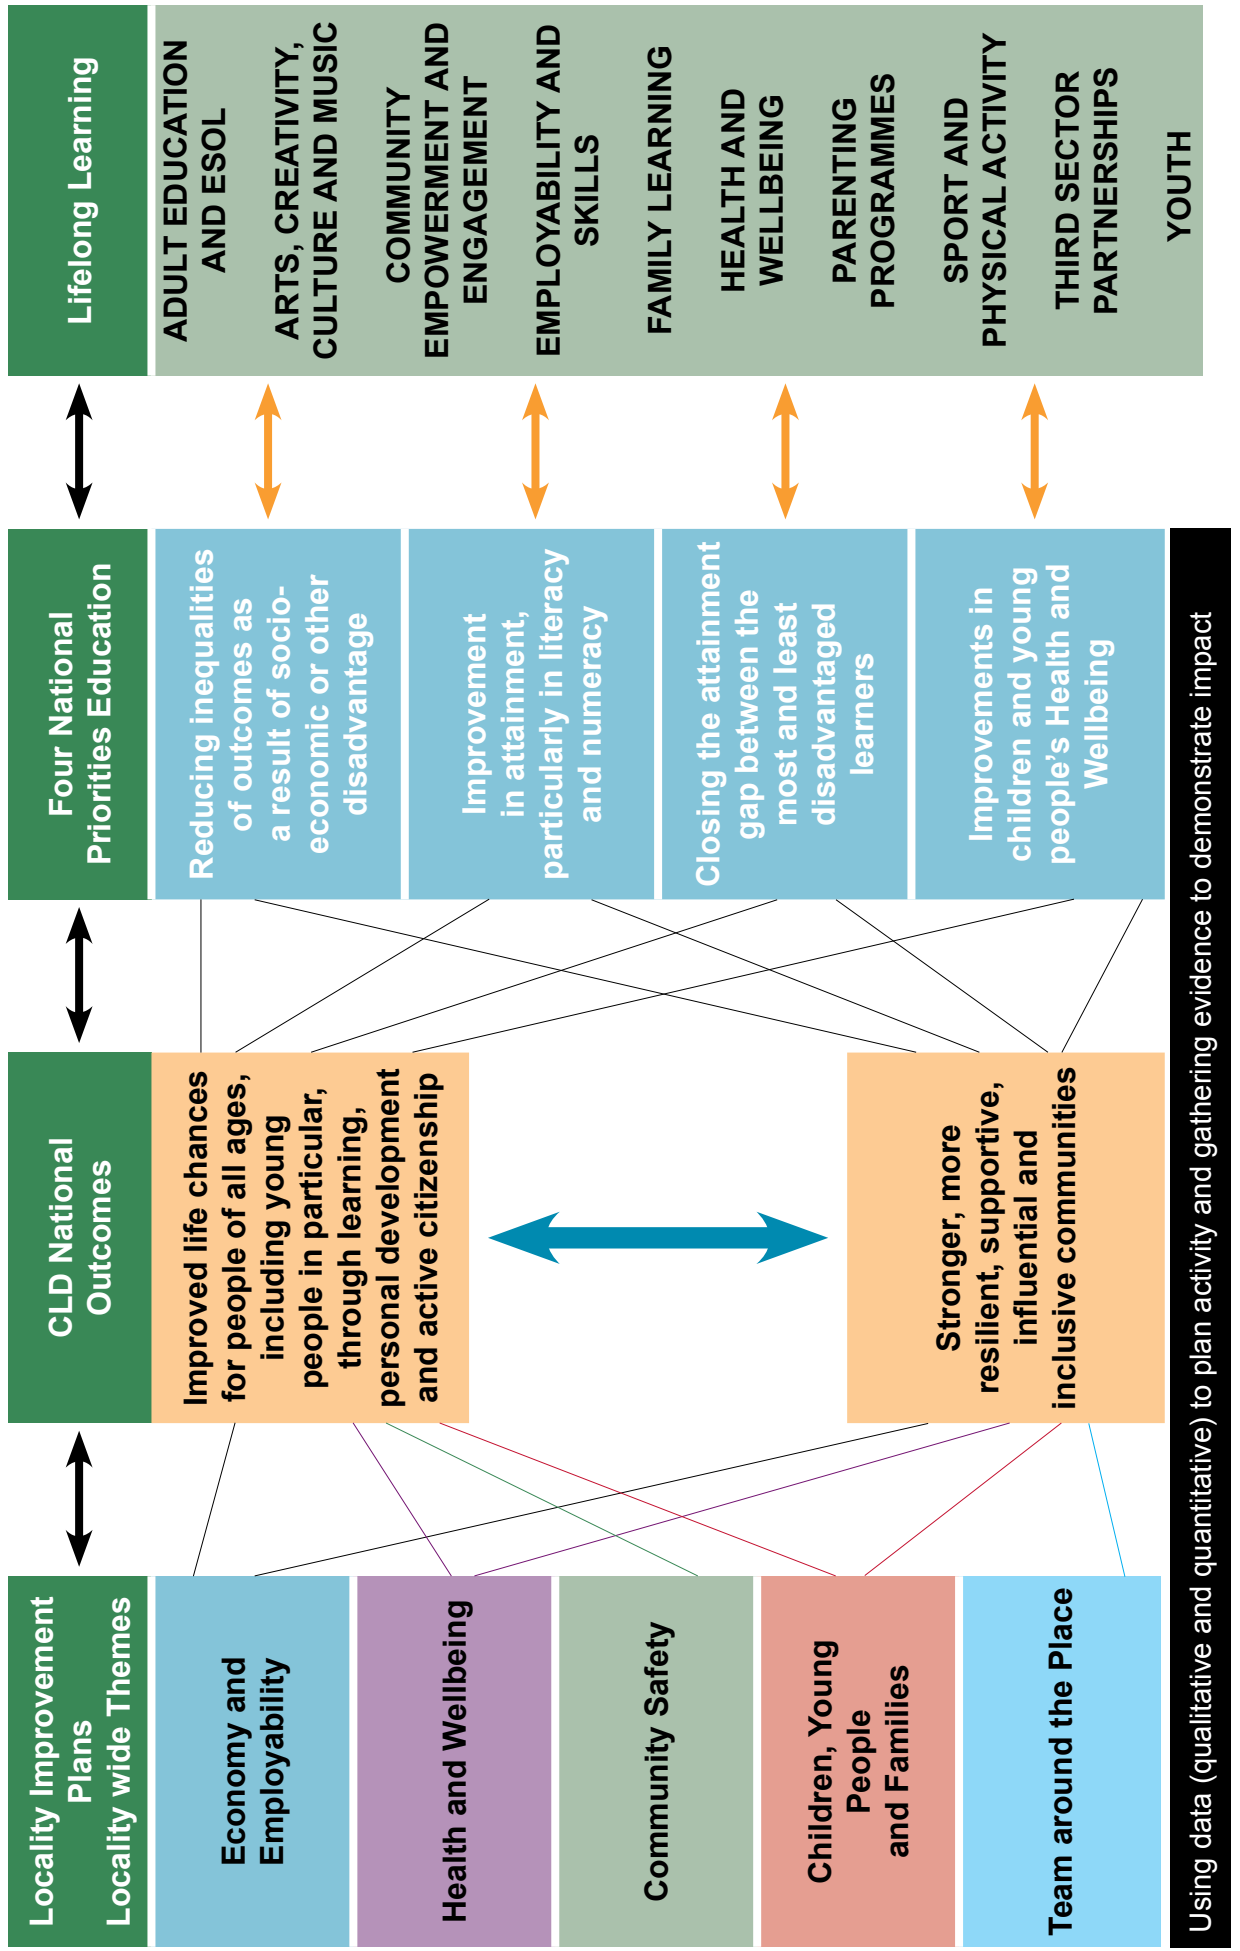 Locality Improvement
Plans
Locality wide Themes
Economy and
Employability
Health and Wellbeing
Community Safety
Children, Young
People
and Families
Team around the Place
CLD National
Outcomes
Improved life chances
for people of all ages,
including young
people in particular,
through learning,
personal development
and active citizenship
Stronger, more
resilient, supportive,
influential and
inclusive communities
Four National
Priorities Education
Reducing inequalities
of outcomes as
a result of socio-
economic or other
disadvantage
Improvement
in attainment,
particularly in literacy
and numeracy
Closing the attainment
gap between the
most and least
disadvantaged
learners
Improvements in
children and young
people's Health and
Wellbeing
Lifelong Learning
ADULT EDUCATION
AND ESOL
ARTS, CREATIVITY,
CULTURE AND MUSIC
COMMUNITY
EMPOWERMENT AND
ENGAGEMENT
EMPLOYABILITY AND
SKILLS
FAMILY LEARNING
HEALTH AND
WELLBEING
PARENTING
PROGRAMMES
SPORT AND
PHYSICAL ACTIVITY
THIRD SECTOR
PARTNERSHIPS
YOUTH
Using data (qualitative and quantitative) to plan activity and gathering evidence to demonstrate impact